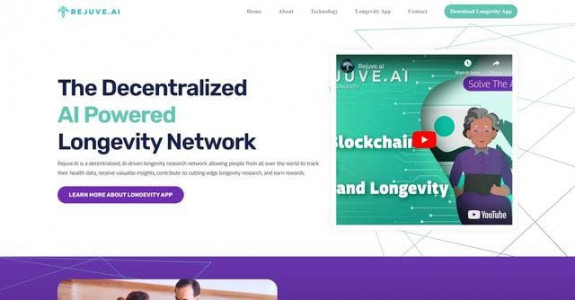 REJUVE.AI
Home About Technology Longevity App Contact Download Longevity App
The Decentralized
AI Powered
Longevity Network
Rejuve.AI is a decentralized, AI driven longevity research network allowing people from all over the world to track
their health data, receive valuable insights, contribute to cutting-edge longevity research, and earn rewards.
LEARN MORE ABOUT LONGEVITY APP
Rejuve.ai
JUVE.AI
Solve The A
Blockchain
and Longevity
YouTube